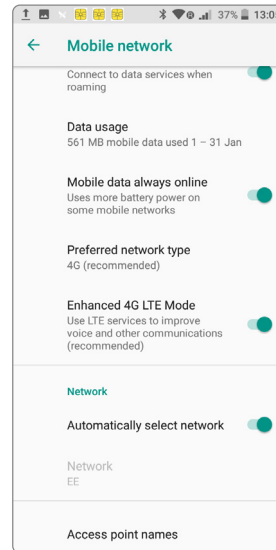 37% 13:0
Mobile network
Connect to data services when
roaming
Data usage
561 MB mobile data used 1 – 31 Jan
Mobile data always online
Uses more battery power on
some mobile networks
Preferred network type
4G (recommended)
Enhanced 4G LTE Mode
Use LTE services to improve
voice and other communications
(recommended)
Network
Automatically select network
Network
EE
Access point names